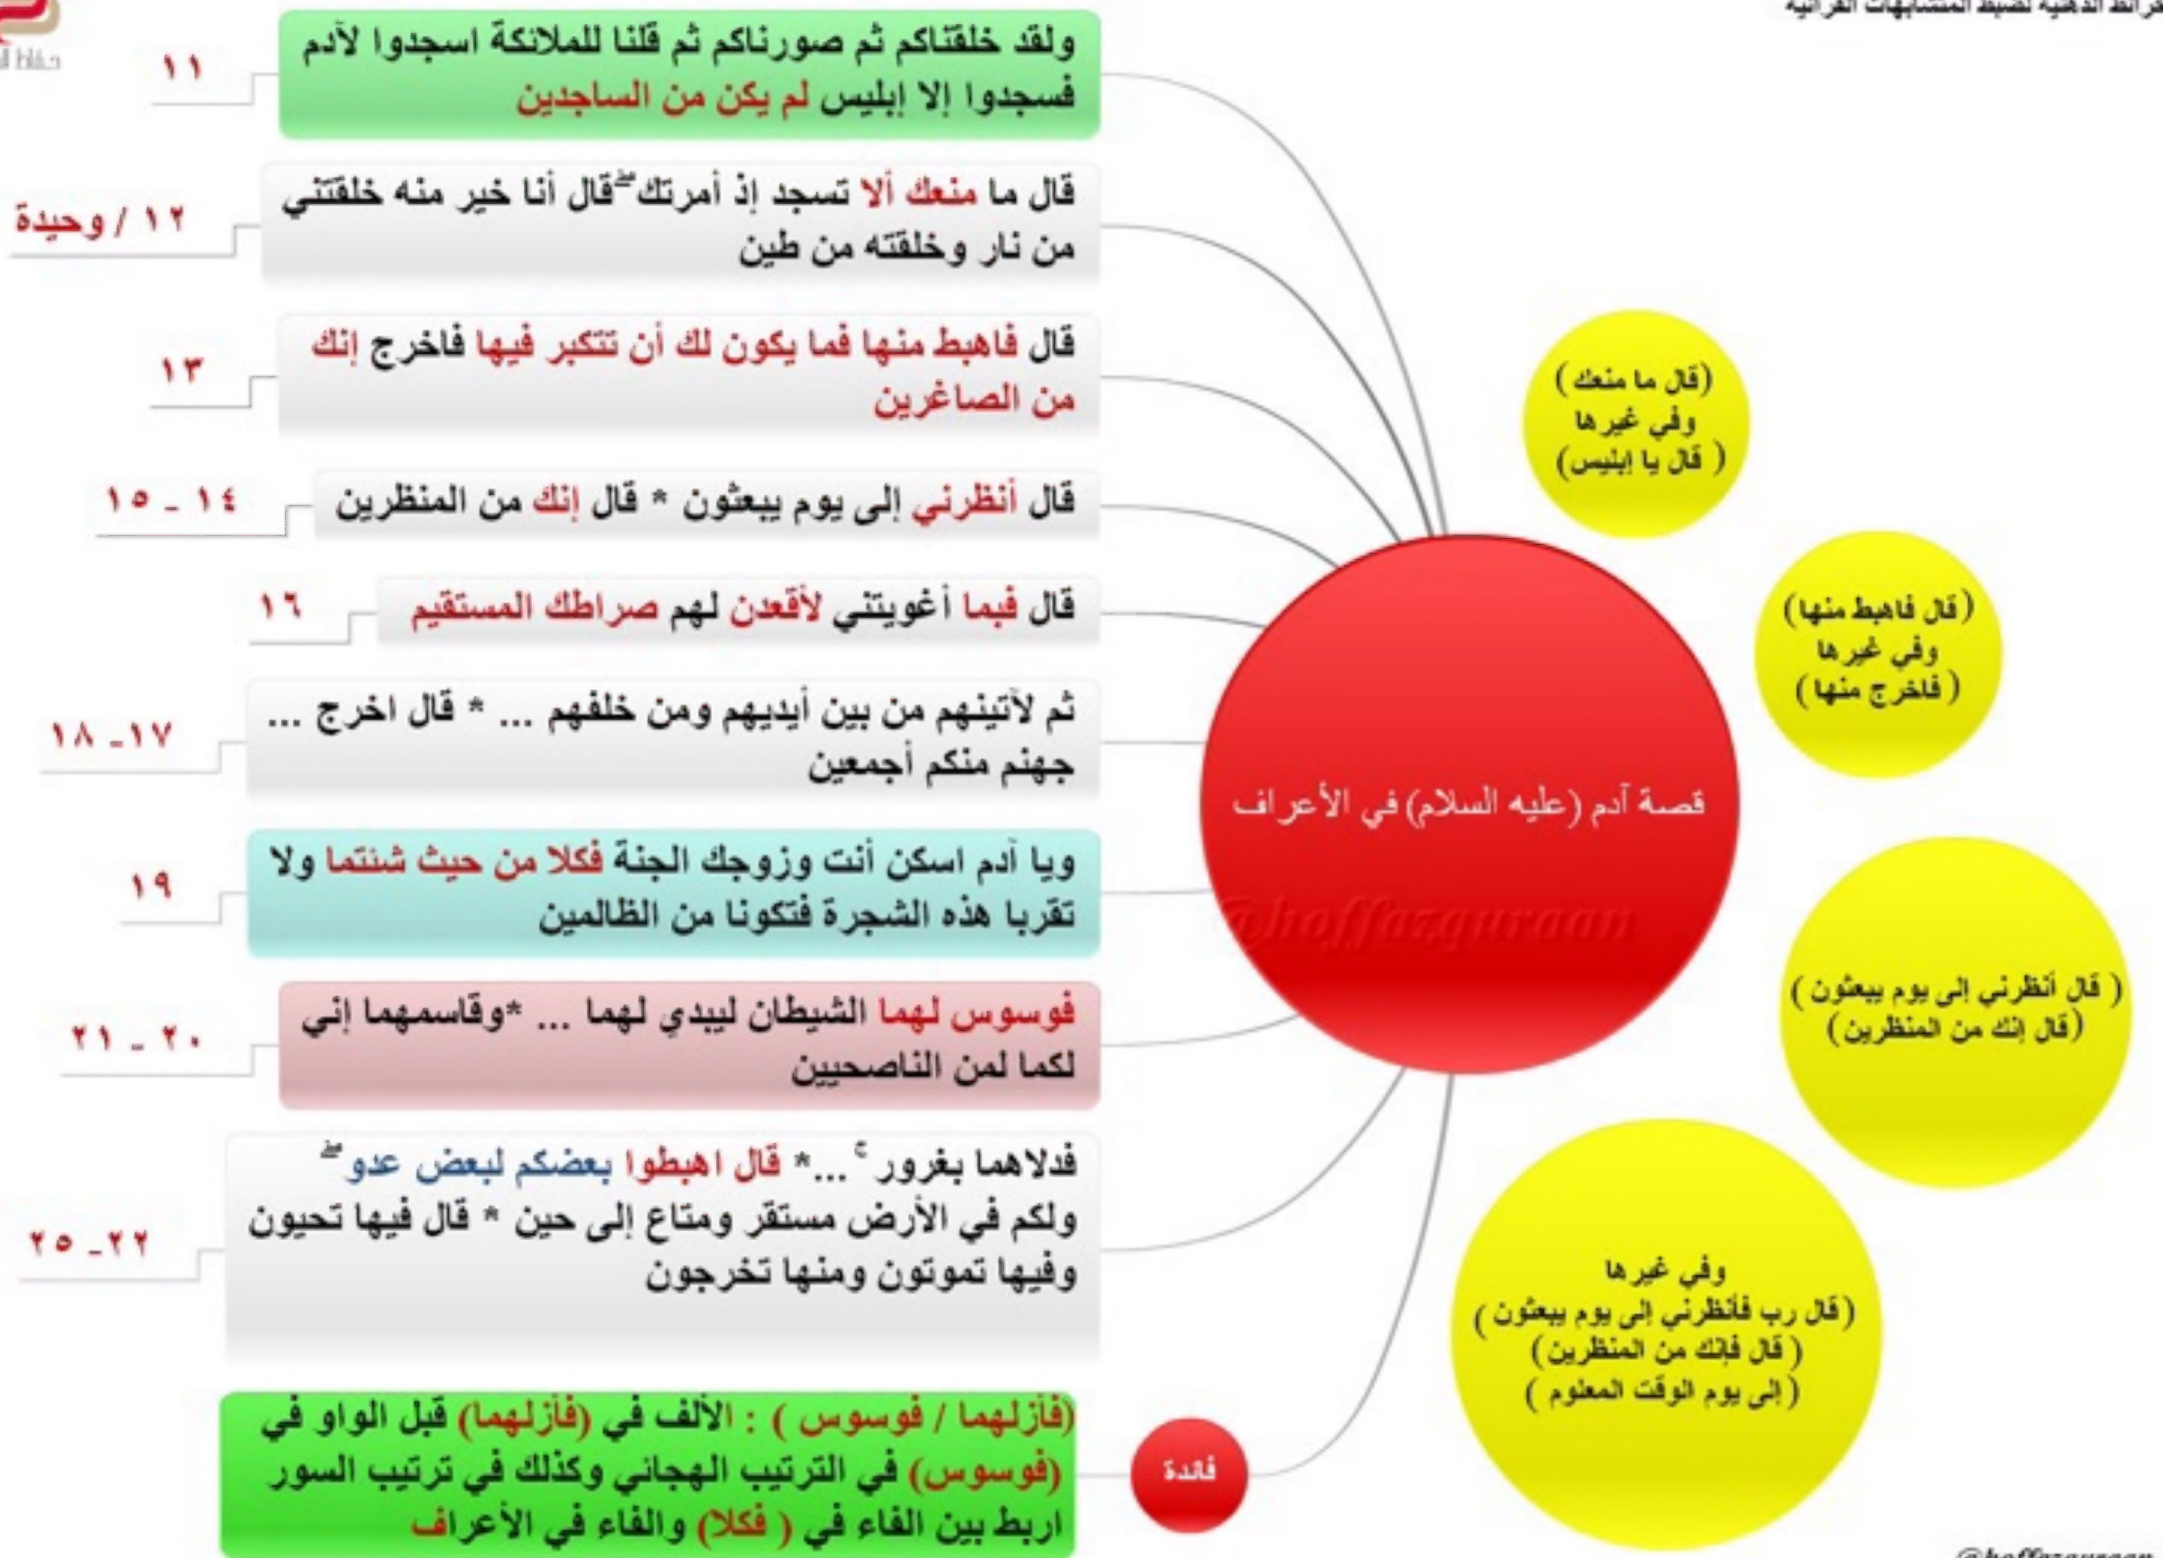 خرائط الذهنية لضبط المتشابهات القرآنية
ولقد خلقناكم ثم صورناكم ثم قلنا للملائكة اسجدوا لآدم
فسجدوا إلا إبليس لم يكن من الساجدين
١١
قال ما منعك ألا تسجد إذ أمرتك ۖ قال أنا خير منه خلقتني
من نار وخلقته من طين
١٢ / وحيدة
قال فاهبط منها فما يكون لك أن تتكبر فيها فاخرج إنك
من الصاغرين
١٣
قال أنظرني إلى يوم يبعثون * قال إنك من المنظرين
١٤ - ١٥
قال فبما أغويتني لأقعدن لهم صراطك المستقيم
١٦
ثم لآتينهم من بين أيديهم ومن خلفهم ... * قال اخرج ...
جهنم منكم أجمعين
١٧- ١٨
ويا آدم اسكن أنت وزوجك الجنة فكلا من حيث شئتما ولا
تقربا هذه الشجرة فتكونا من الظالمين
١٩
فوسوس لهما الشيطان ليبدي لهما ... *وقاسمهما إني
لكما لمن الناصحيين
٢٠ - ٢١
فدلاهما بغرور ۚ ...* قال اهبطوا بعضكم لبعض عدو ۖ
ولكم في الأرض مستقر ومتاع إلى حين * قال فيها تحيون
وفيها تموتون ومنها تخرجون
٢٢- ٢٥
(فأزلهما / فوسوس ) : الألف في (فأزلهما) قبل الواو في
(فوسوس) في الترتيب الهجائي وكذلك في ترتيب السور
اربط بين الفاء في ( فكلا) والفاء في الأعراف
فائدة
قصة آدم (عليه السلام) في الأعراف
@hoffazquraan
(قال ما منعك)
وفي غيرها
( قال يا إبليس)
(قال فاهبط منها)
وفي غيرها
( فاخرج منها )
( قال أنظرني إلى يوم يبعثون )
(قال إنك من المنظرين)
وفي غيرها
(قال رب فأنظرني إلى يوم يبعثون )
( قال فإنك من المنظرين)
(إلى يوم الوقت المعلوم )
@hoffazquraan